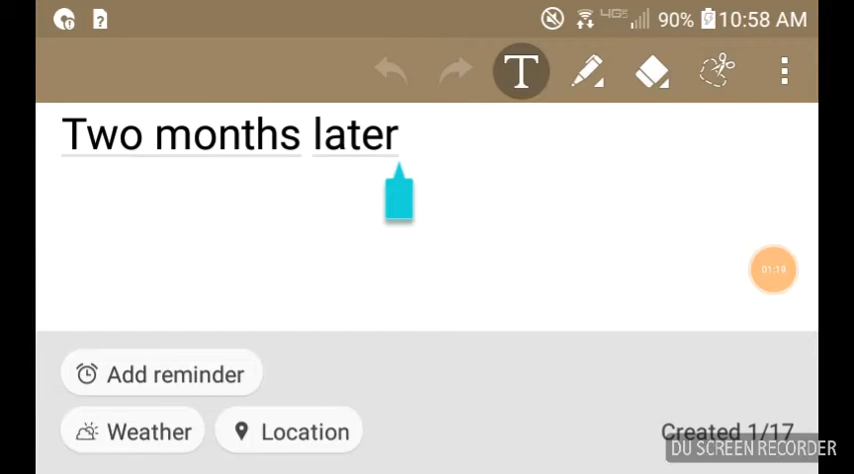 4G 90% 10:58 AM
T
Two months later
01:19
Add reminder
Weather Location Created 1/17
DU SCREEN RECORDER